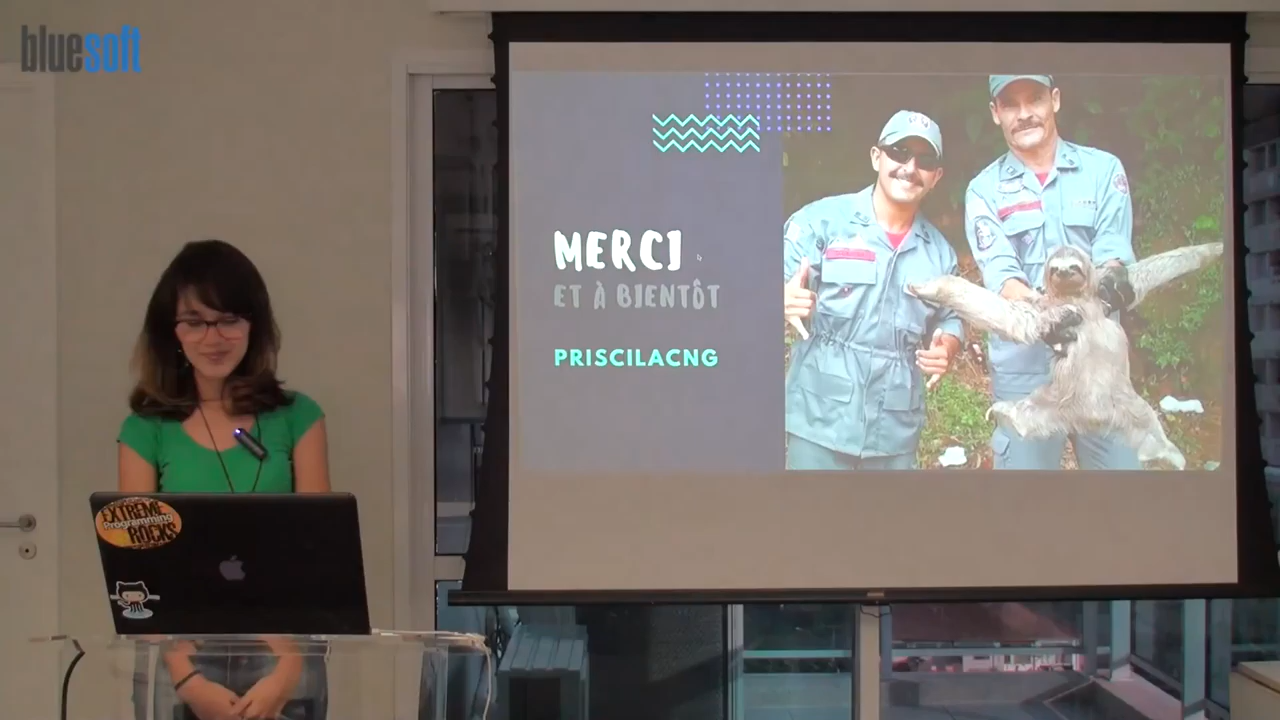 bluesoft
MERCI
ET À BIENTÔT
PRISCILACNG
EXTREME
Programming
ROCKS